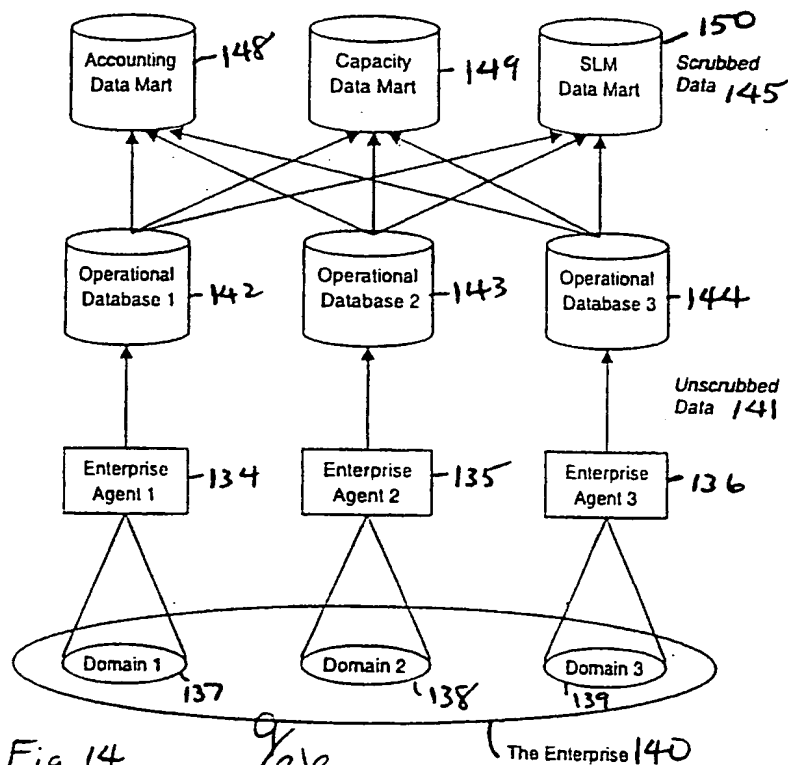 Accounting Data Mart 148
Capacity Data Mart 149
SLM Data Mart 150
Scrubbed Data 145
Operational Database 1 142
Operational Database 2 143
Operational Database 3 144
Unscrubbed Data 141
Enterprise Agent 1 134
Enterprise Agent 2 135
Enterprise Agent 3 136
Domain 1 137
Domain 2 138
Domain 3 139
The Enterprise 140
Fig. 14